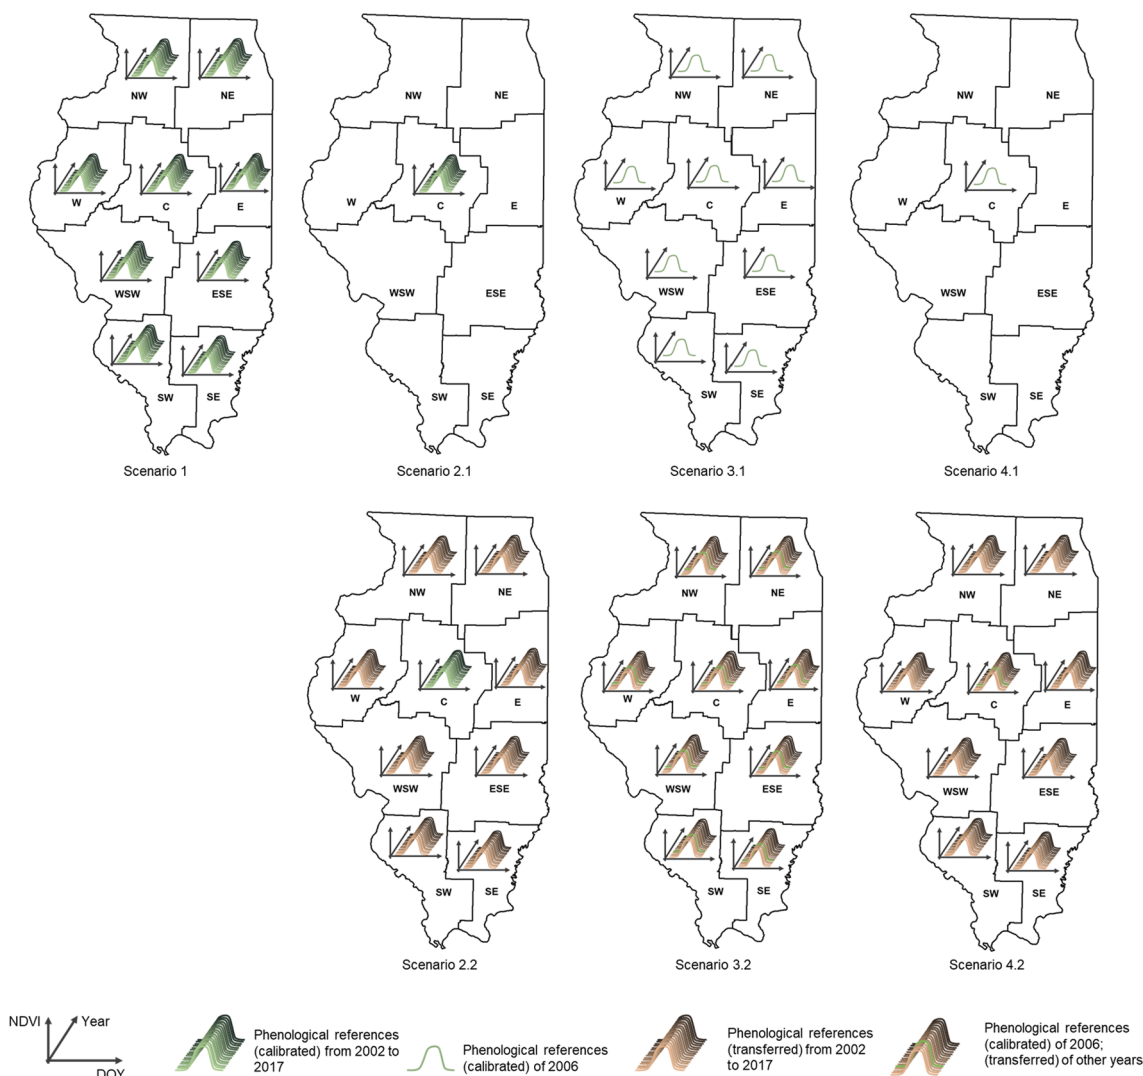 NW
NE
W
C
E
WSW
ESE
SW
SE
Scenario 1
NW
NE
W
C
E
WSW
ESE
SW
SE
Scenario 2.1
NW
NE
W
C
E
WSW
ESE
SW
SE
Scenario 3.1
NW
NE
W
C
E
WSW
ESE
SW
SE
Scenario 4.1
NW
NE
W
C
E
WSW
ESE
SW
SE
Scenario 2.2
NW
NE
W
C
E
WSW
ESE
SW
SE
Scenario 3.2
NW
NE
W
C
E
WSW
ESE
SW
SE
Scenario 4.2
NDVI
Year
DOY
Phenological references
(calibrated) from 2002 to
2017
Phenological references
(calibrated) of 2006
Phenological references
(transferred) from 2002
to 2017
Phenological references
(calibrated) of 2006;
(transferred) of other years